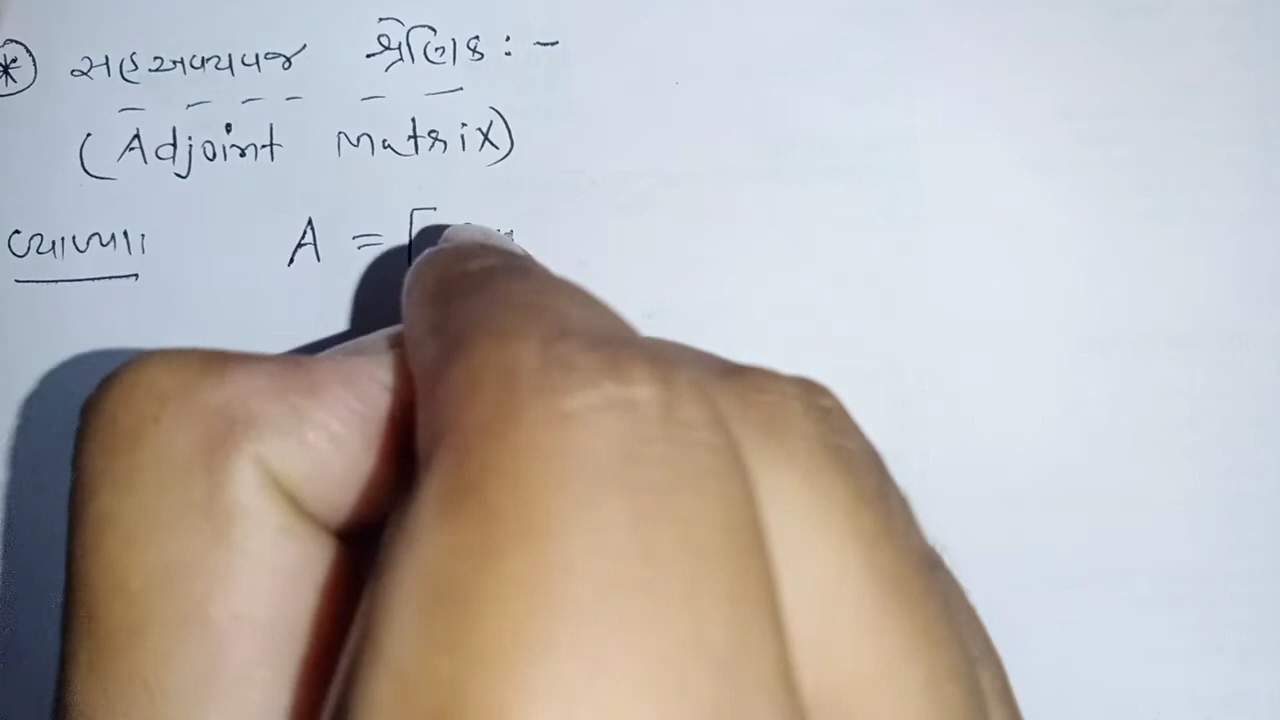 * સહઅવયવજ શ્રેણિક :-
(Adjoint Matrix)
વ્યાખ્યા A = [